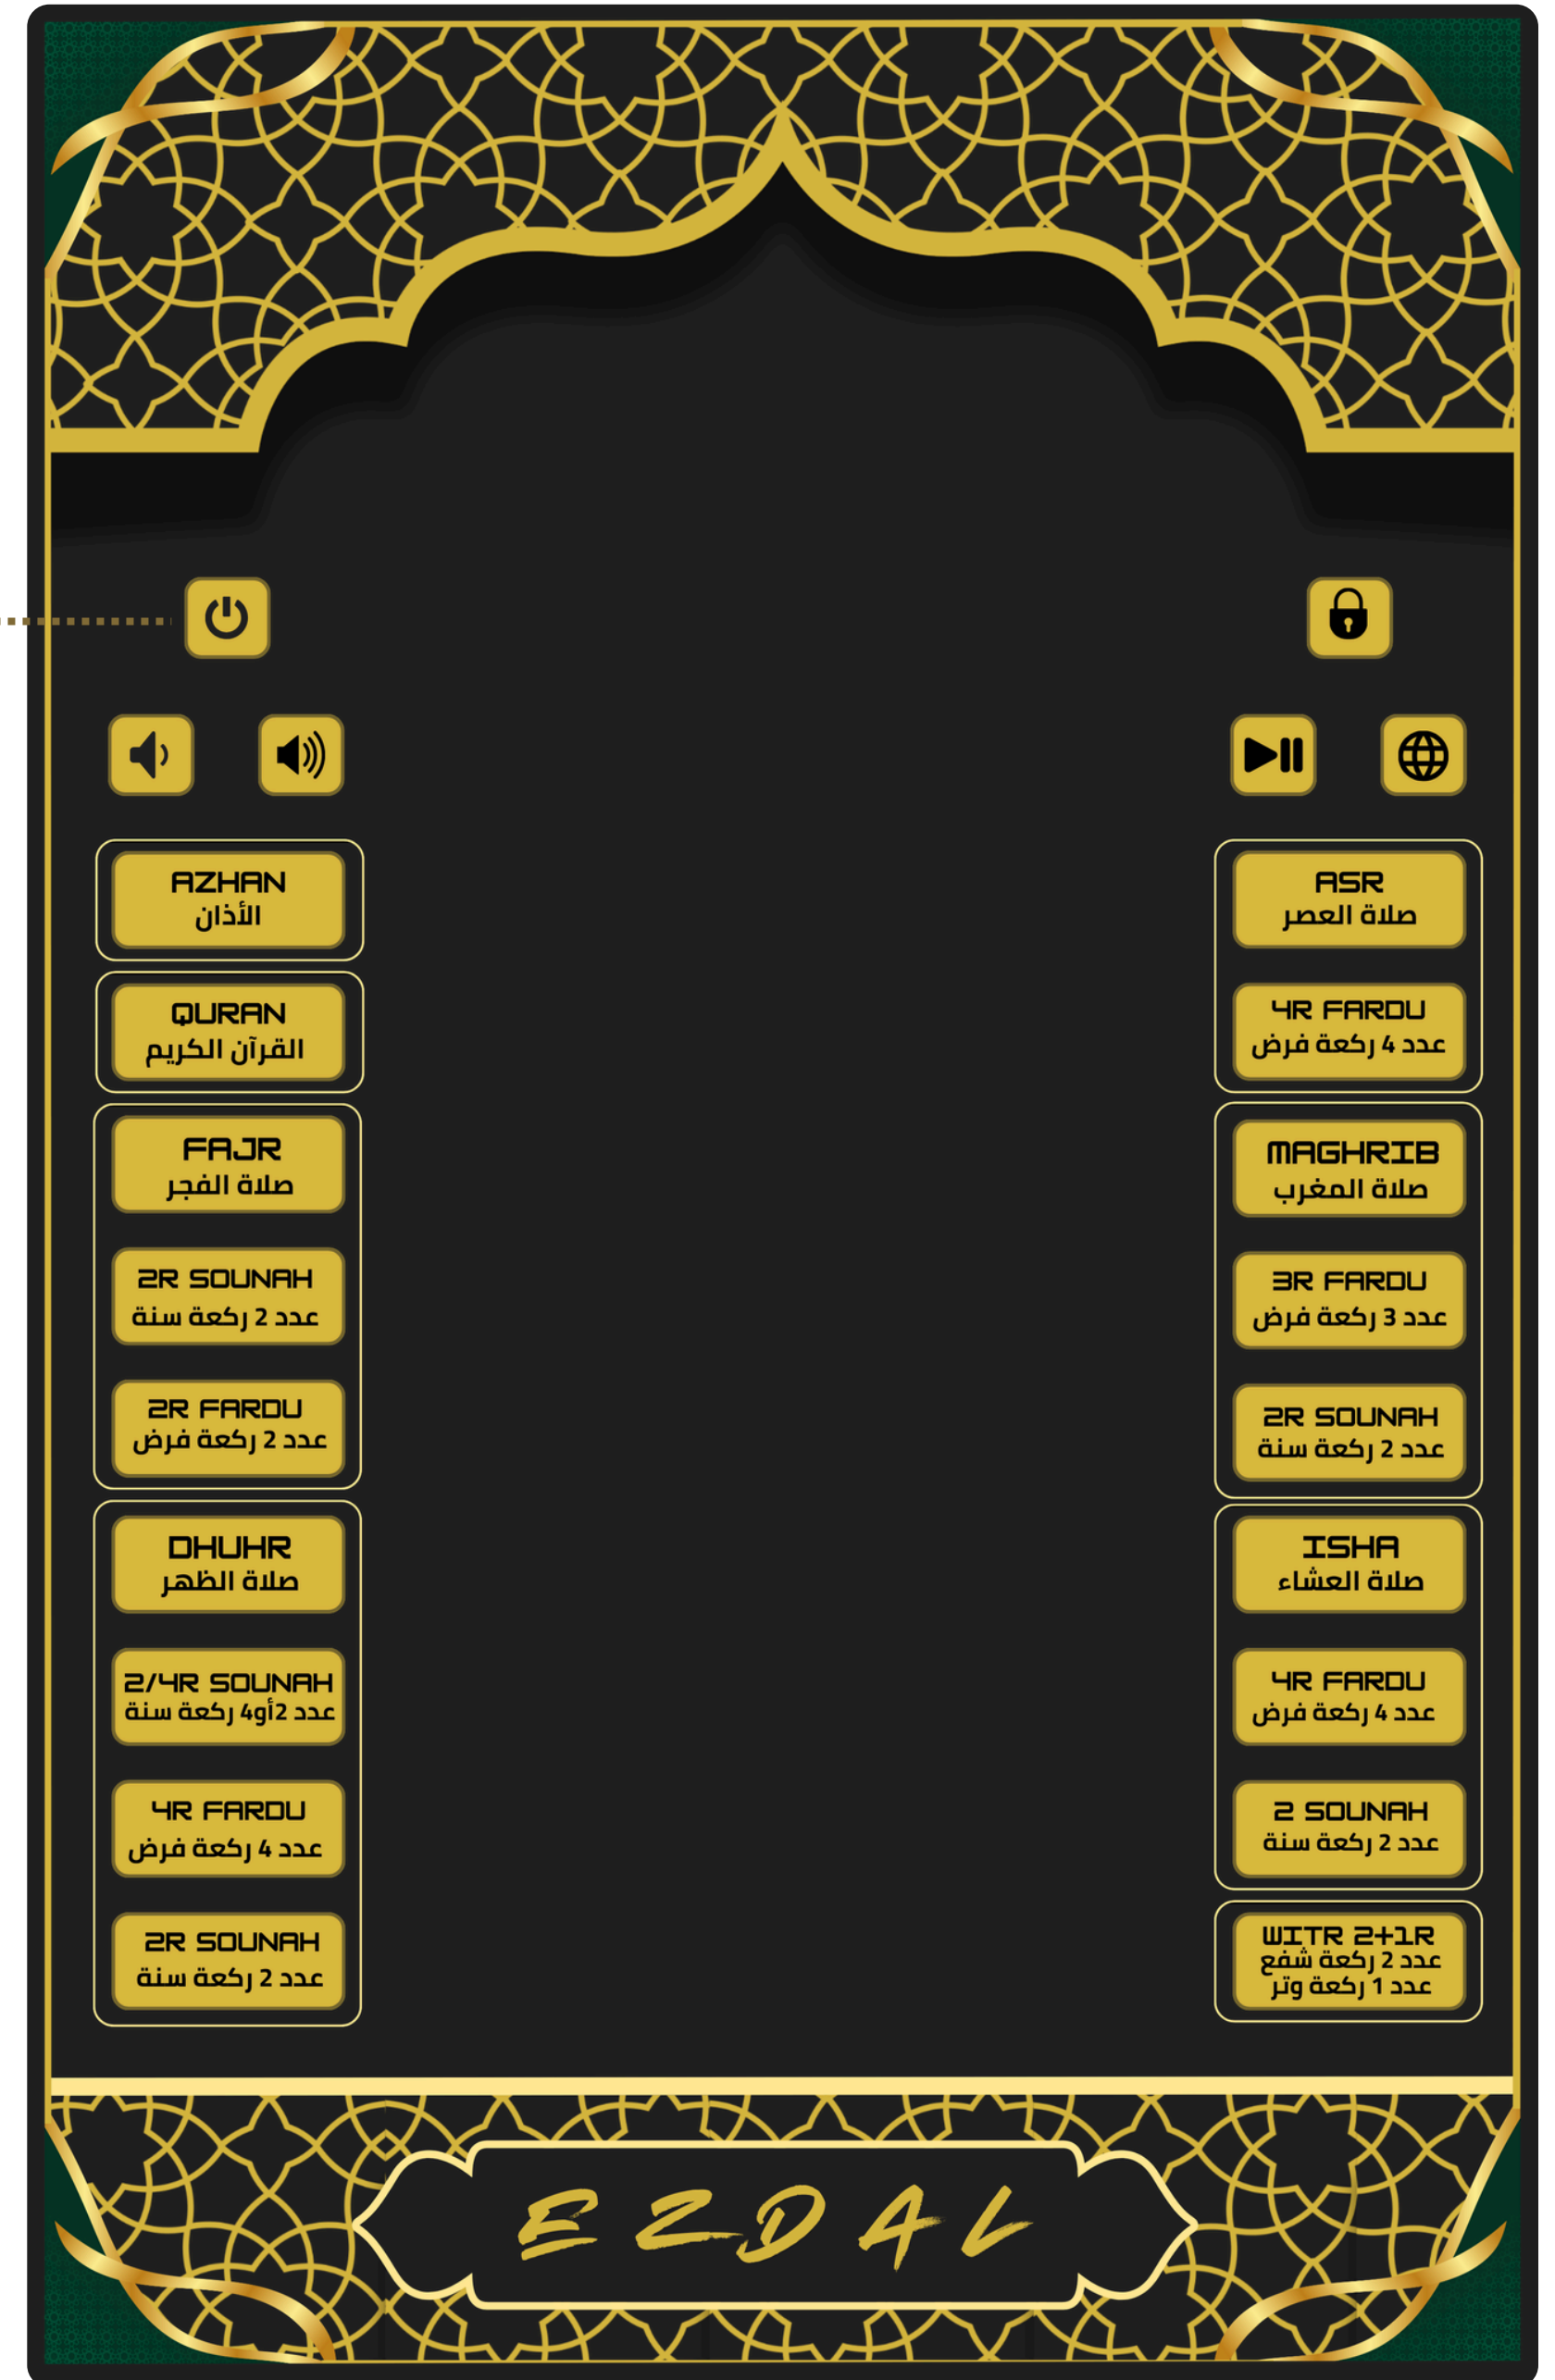 AZHAN
الأذان
QURAN
القرآن الكريم
FAJR
صلاة الفجر
2R SOUNAH
عدد 2 ركعة سنة
2R FARDU
عدد 2 ركعة فرض
DHUHR
صلاة الظهر
2/4R SOUNAH
عدد 2أو4 ركعة سنة
4R FARDU
عدد 4 ركعة فرض
2R SOUNAH
عدد 2 ركعة سنة
ASR
صلاة العصر
4R FARDU
عدد 4 ركعة فرض
MAGHRIB
صلاة المغرب
3R FARDU
عدد 3 ركعة فرض
2R SOUNAH
عدد 2 ركعة سنة
ISHA
صلاة العشاء
4R FARDU
عدد 4 ركعة فرض
2 SOUNAH
عدد 2 ركعة سنة
WITR 2+1R
عدد 2 ركعة شفع
عدد 1 ركعة وتر
EZDAL